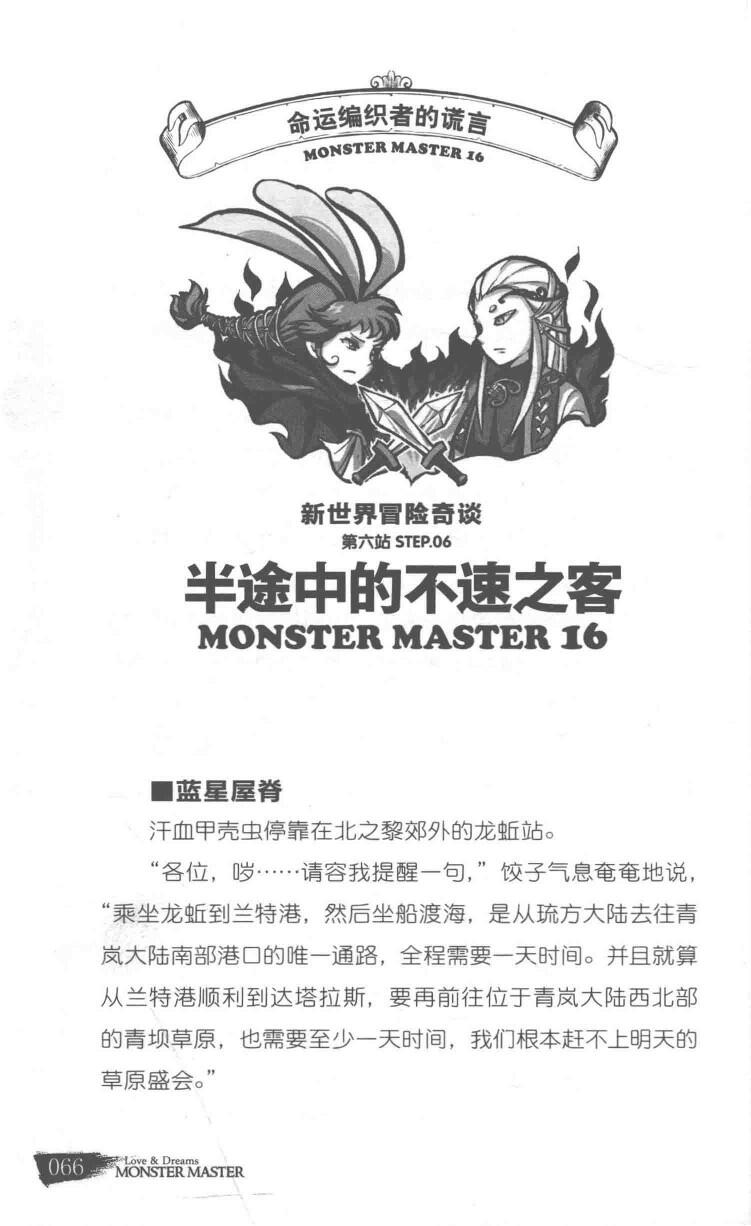 命运编织者的谎言
MONSTER MASTER 16
新世界冒险奇谈
第六站 STEP.06
半途中的不速之客
MONSTER MASTER 16
■蓝星屋脊
汗血甲壳虫停靠在北之黎郊外的龙蚯站。
“各位，哕……请容我提醒一句，”饺子气息奄奄地说，
“乘坐龙蚯到兰特港，然后坐船渡海，是从琉方大陆去往青
岚大陆南部港口的唯一通路，全程需要一天时间。并且就算
从兰特港顺利到达塔拉斯，要再前往位于青岚大陆西北部
的青坝草原，也需要至少一天时间，我们根本赶不上明天的
草原盛会。”
066
Love & Dreams
MONSTER MASTER